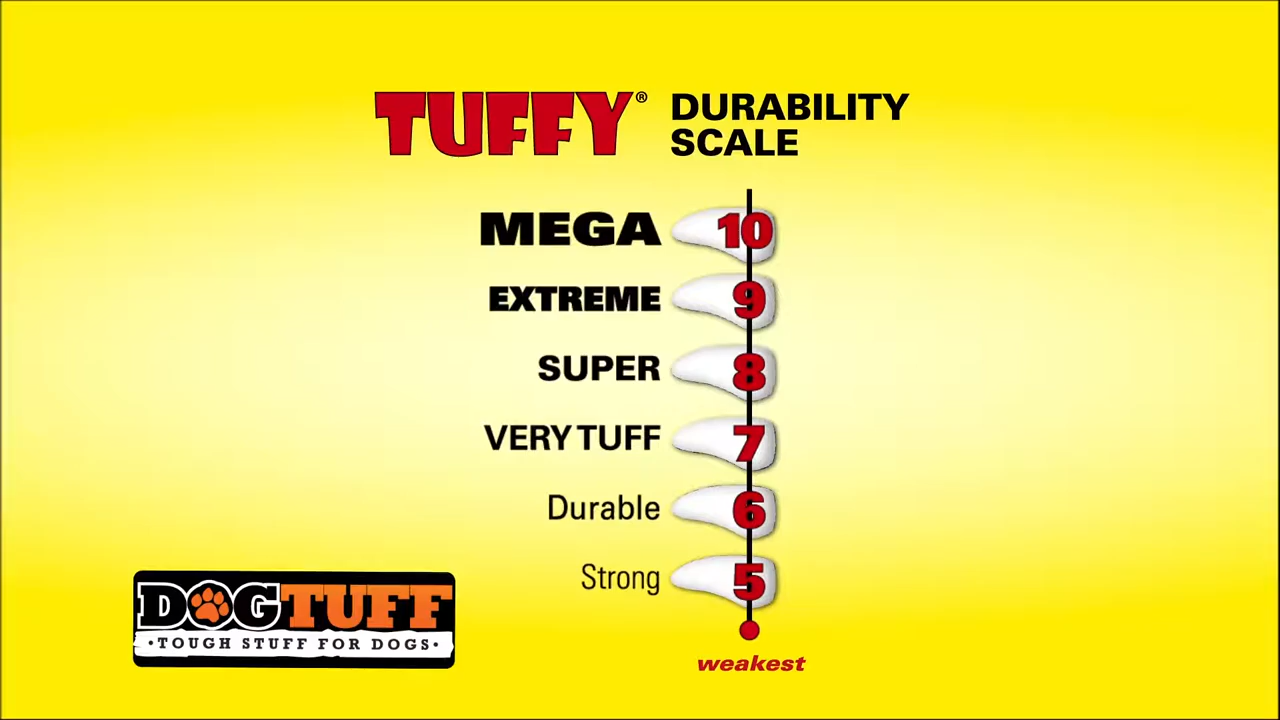 TUFFY® DURABILITY
SCALE
MEGA 10
EXTREME 9
SUPER 8
VERY TUFF 7
Durable 6
Strong 5
weakest
DOGTUFF
·TOUGH STUFF FOR DOGS·